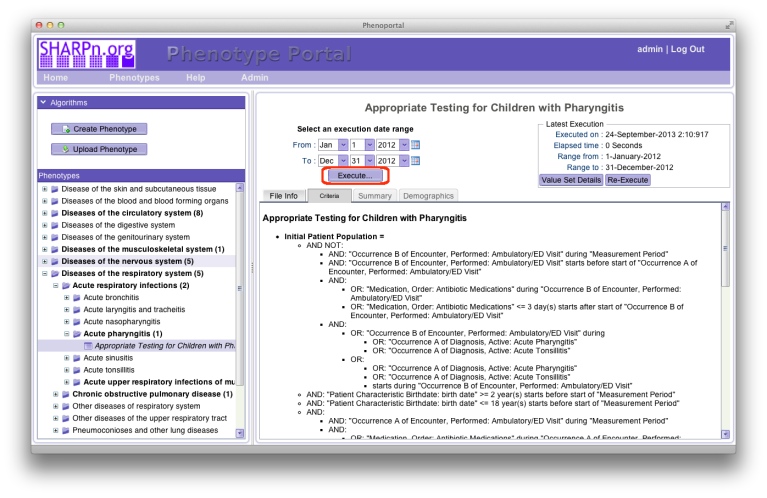 Phenoportal
SHARPn.org
Phenotype Portal
admin | Log Out
Home Phenotypes Help Admin
Algorithms
Create Phenotype
Upload Phenotype
Phenotypes
Disease of the skin and subcutaneous tissue
Diseases of the blood and blood forming organs
Diseases of the circulatory system (8)
Diseases of the digestive system
Diseases of the genitourinary system
Diseases of the musculoskeletal system (1)
Diseases of the nervous system (5)
Diseases of the respiratory system (5)
Acute respiratory infections (2)
Acute bronchitis
Acute laryngitis and tracheitis
Acute nasopharyngitis
Acute pharyngitis (1)
Appropriate Testing for Children with Pha
Acute sinusitis
Acute tonsillitis
Acute upper respiratory infections of mu
Chronic obstructive pulmonary disease (1)
Other diseases of respiratory system
Other diseases of the upper respiratory tract
Pneumoconioses and other lung diseases
Appropriate Testing for Children with Pharyngitis
Select an execution date range
From : Jan 1 2012
To : Dec 31 2012
Execute...
Latest Execution
Executed on : 24-September-2013 2:10:917
Elapsed time : 0 Seconds
Range from : 1-January-2012
Range to : 31-December-2012
Value Set Details Re-Execute
File Info Criteria Summary Demographics
Appropriate Testing for Children with Pharyngitis
• Initial Patient Population =
AND NOT:
AND: "Occurrence B of Encounter, Performed: Ambulatory/ED Visit" during "Measurement Period"
AND: "Occurrence B of Encounter, Performed: Ambulatory/ED Visit" starts before start of "Occurrence A of
Encounter, Performed: Ambulatory/ED Visit"
AND:
OR: "Medication, Order: Antibiotic Medications" during "Occurrence B of Encounter, Performed:
Ambulatory/ED Visit"
OR: "Medication, Order: Antibiotic Medications" <= 3 day(s) starts after start of "Occurrence B of
Encounter, Performed: Ambulatory/ED Visit"
AND:
OR: "Occurrence B of Encounter, Performed: Ambulatory/ED Visit" during
OR: "Occurrence A of Diagnosis, Active: Acute Pharyngitis"
OR: "Occurrence A of Diagnosis, Active: Acute Tonsillitis"
OR:
OR: "Occurrence A of Diagnosis, Active: Acute Pharyngitis"
OR: "Occurrence A of Diagnosis, Active: Acute Tonsillitis"
starts during "Occurrence B of Encounter, Performed: Ambulatory/ED Visit"
AND: "Patient Characteristic Birthdate: birth date" >= 2 year(s) starts before start of "Measurement Period"
AND: "Patient Characteristic Birthdate: birth date" <= 18 year(s) starts before start of "Measurement Period"
AND:
AND: "Occurrence A of Encounter, Performed: Ambulatory/ED Visit" during "Measurement Period"
AND:
OR: "Medication, Order: Antibiotic Medications" during "Occurrence A of Encounter, Performed: